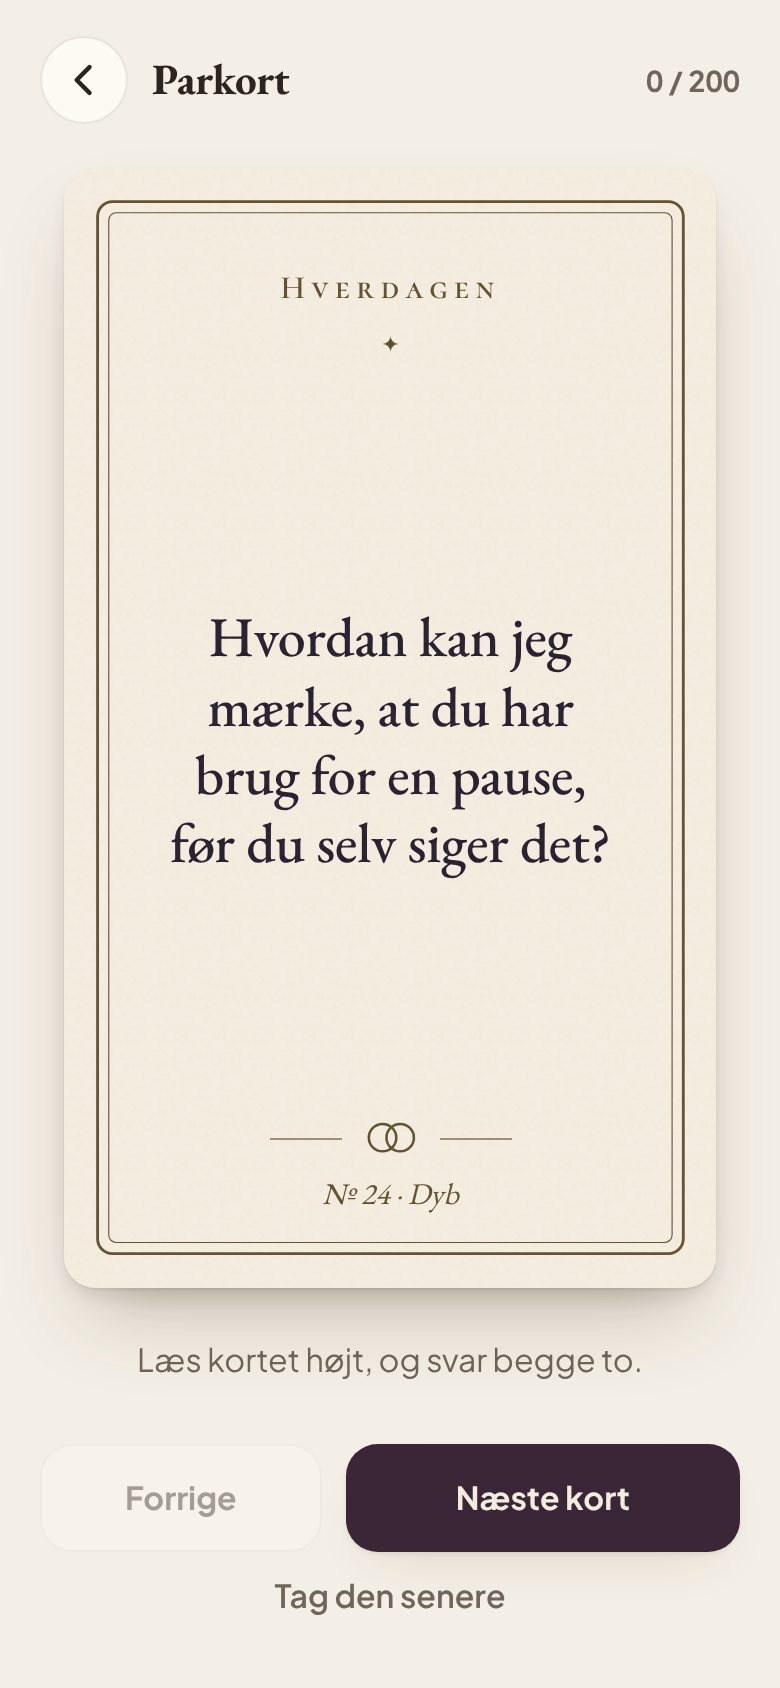 Parkort
0 / 200
Hverdagen
Hvordan kan jeg
mærke, at du har
brug for en pause,
før du selv siger det?
Nº 24 · Dyb
Læs kortet højt, og svar begge to.
Forrige
Næste kort
Tag den senere